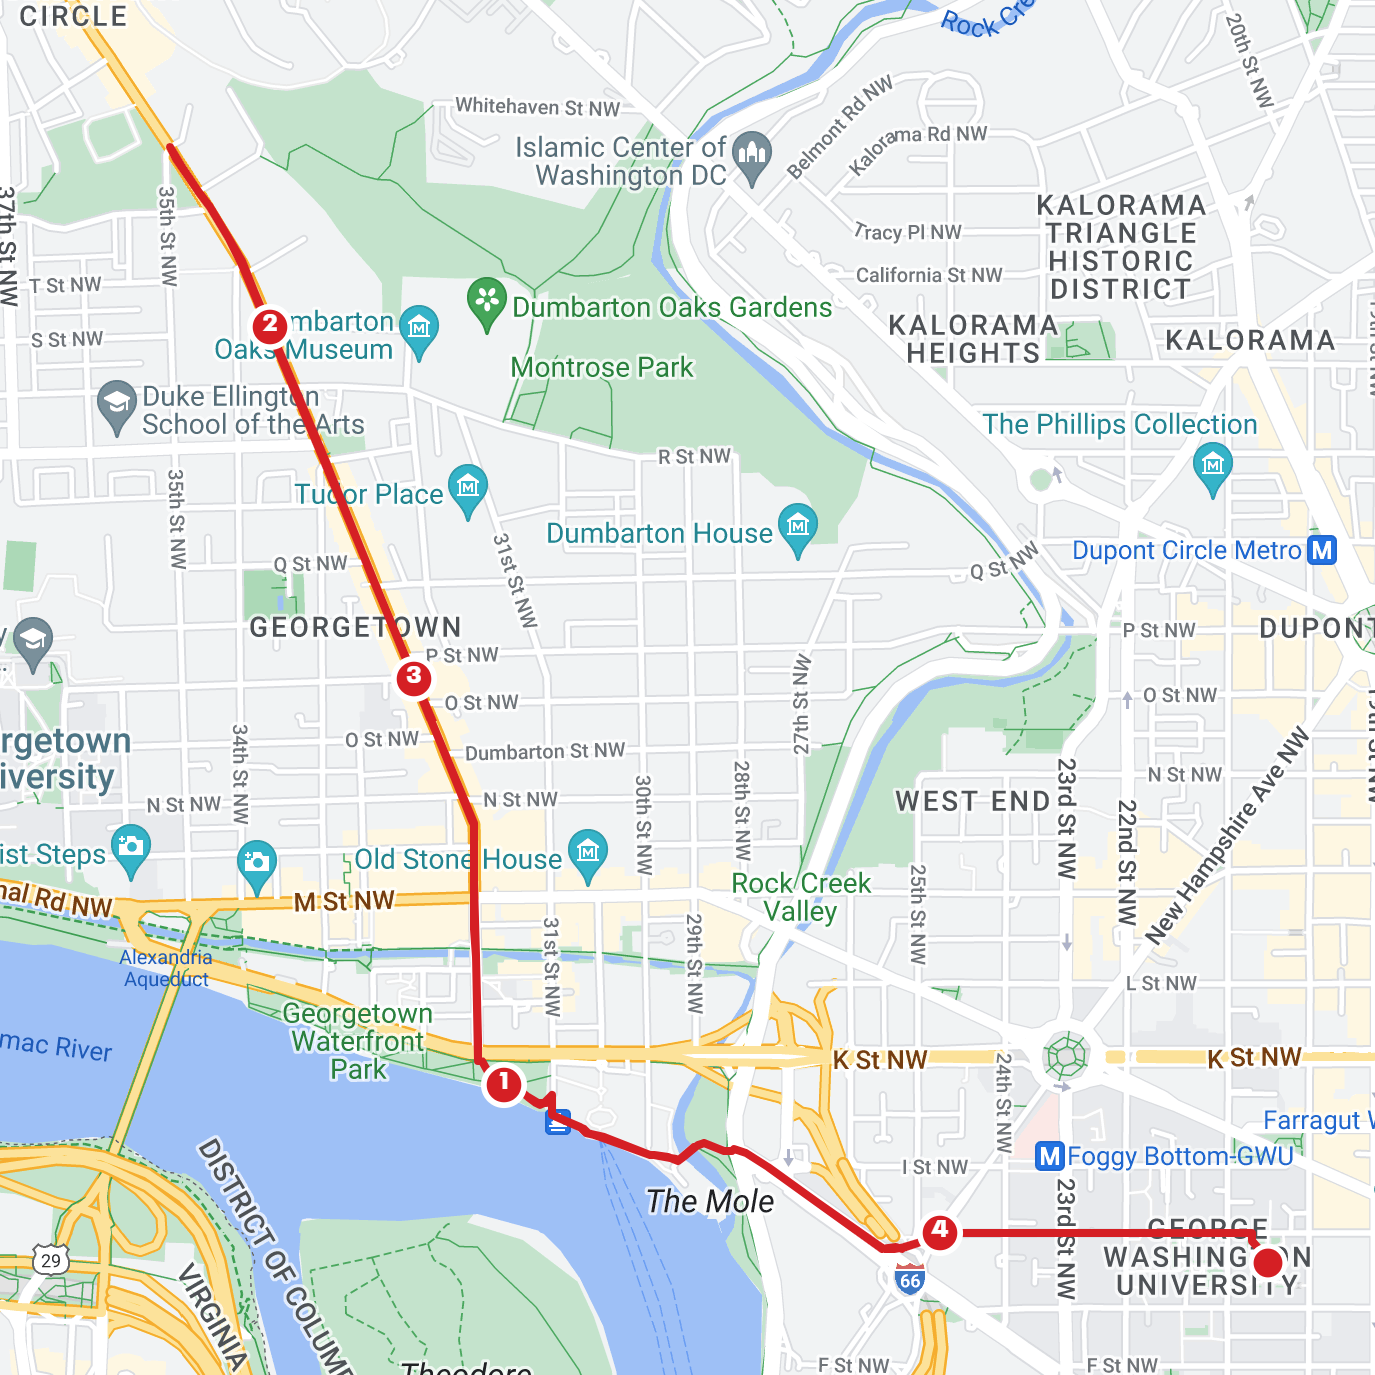 CIRCLE
Rock Cre
20th St NW
Whitehaven St NW
Belmont Rd NW
Kalorama Rd NW
Islamic Center of
Washington DC
37th St NW
35th St NW
KALORAMA
TRIANGLE
HISTORIC
DISTRICT
Tracy Pl NW
California St NW
T St NW
Dumbarton Oaks Gardens
2
mbarton
Oaks Museum
S St NW
KALORAMA
HEIGHTS
KALORAMA
Montrose Park
Duke Ellington
School of the Arts
The Phillips Collection
R St NW
35th St NW
Tudor Place
Dumbarton House
31st St NW
Q St NW
Q St NW
Dupont Circle Metro
M
GEORGETOWN
P St NW
DUPONT
P St NW
3
27th St NW
O St NW
O St NW
O St NW
rgetown
iversity
34th St NW
Dumbarton St NW
N St NW
N St NW
N St NW
30th St NW
28th St NW
WEST END
23rd St NW
22nd St NW
New Hampshire Ave NW
ist Steps
Old Stone House
Rock Creek
Valley
25th St NW
nal Rd NW
M St NW
31st St NW
29th St NW
Alexandria
Aqueduct
L St NW
Georgetown
Waterfront
Park
mac River
K St NW
K St NW
1
24th St NW
Farragut W
DISTRICT OF COLUMB
M
Foggy Bottom-GWU
I St NW
23rd St NW
The Mole
4
GEORGE
WASHINGTON
UNIVERSITY
29
66
VIRGINIA
F St NW
F St NW
Theodore